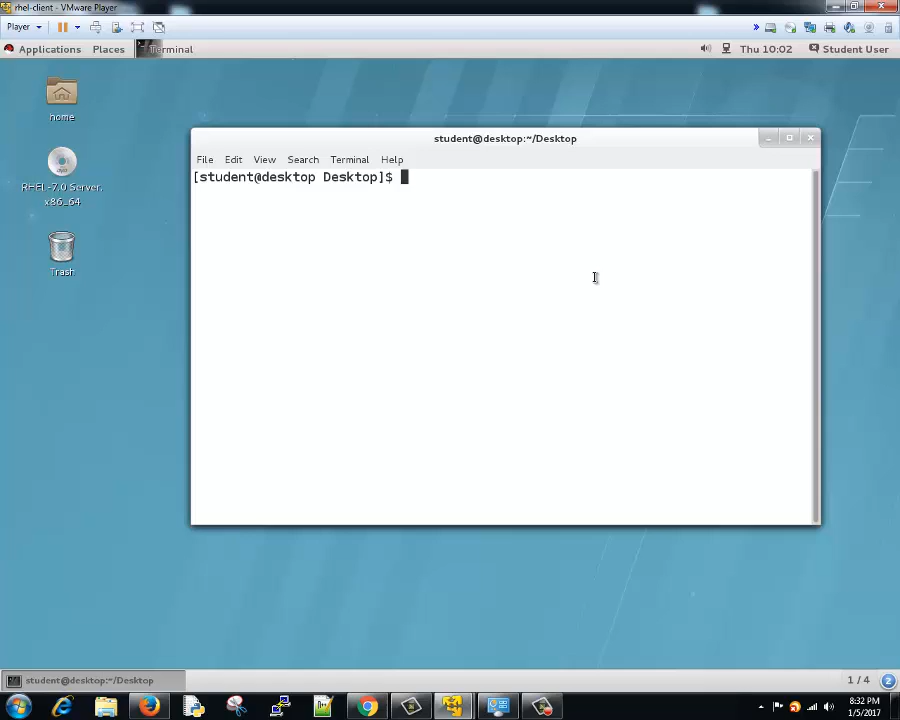 rhel-client - VMware Player
Player
Applications Places Terminal Thu 10:02 Student User
home
RHEL-7.0 Server.
x86_64
Trash
student@desktop:~/Desktop
File Edit View Search Terminal Help
[student@desktop Desktop]$
student@desktop:~/Desktop
1 / 4
2
8:32 PM
1/5/2017